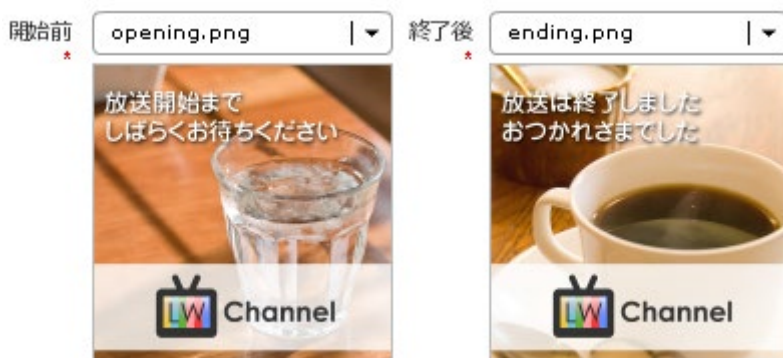 開始前 opening.png 終了後 ending.png
* *
放送開始まで
しばらくお待ちください
LW Channel
放送は終了しました
おつかれさまでした
LW Channel